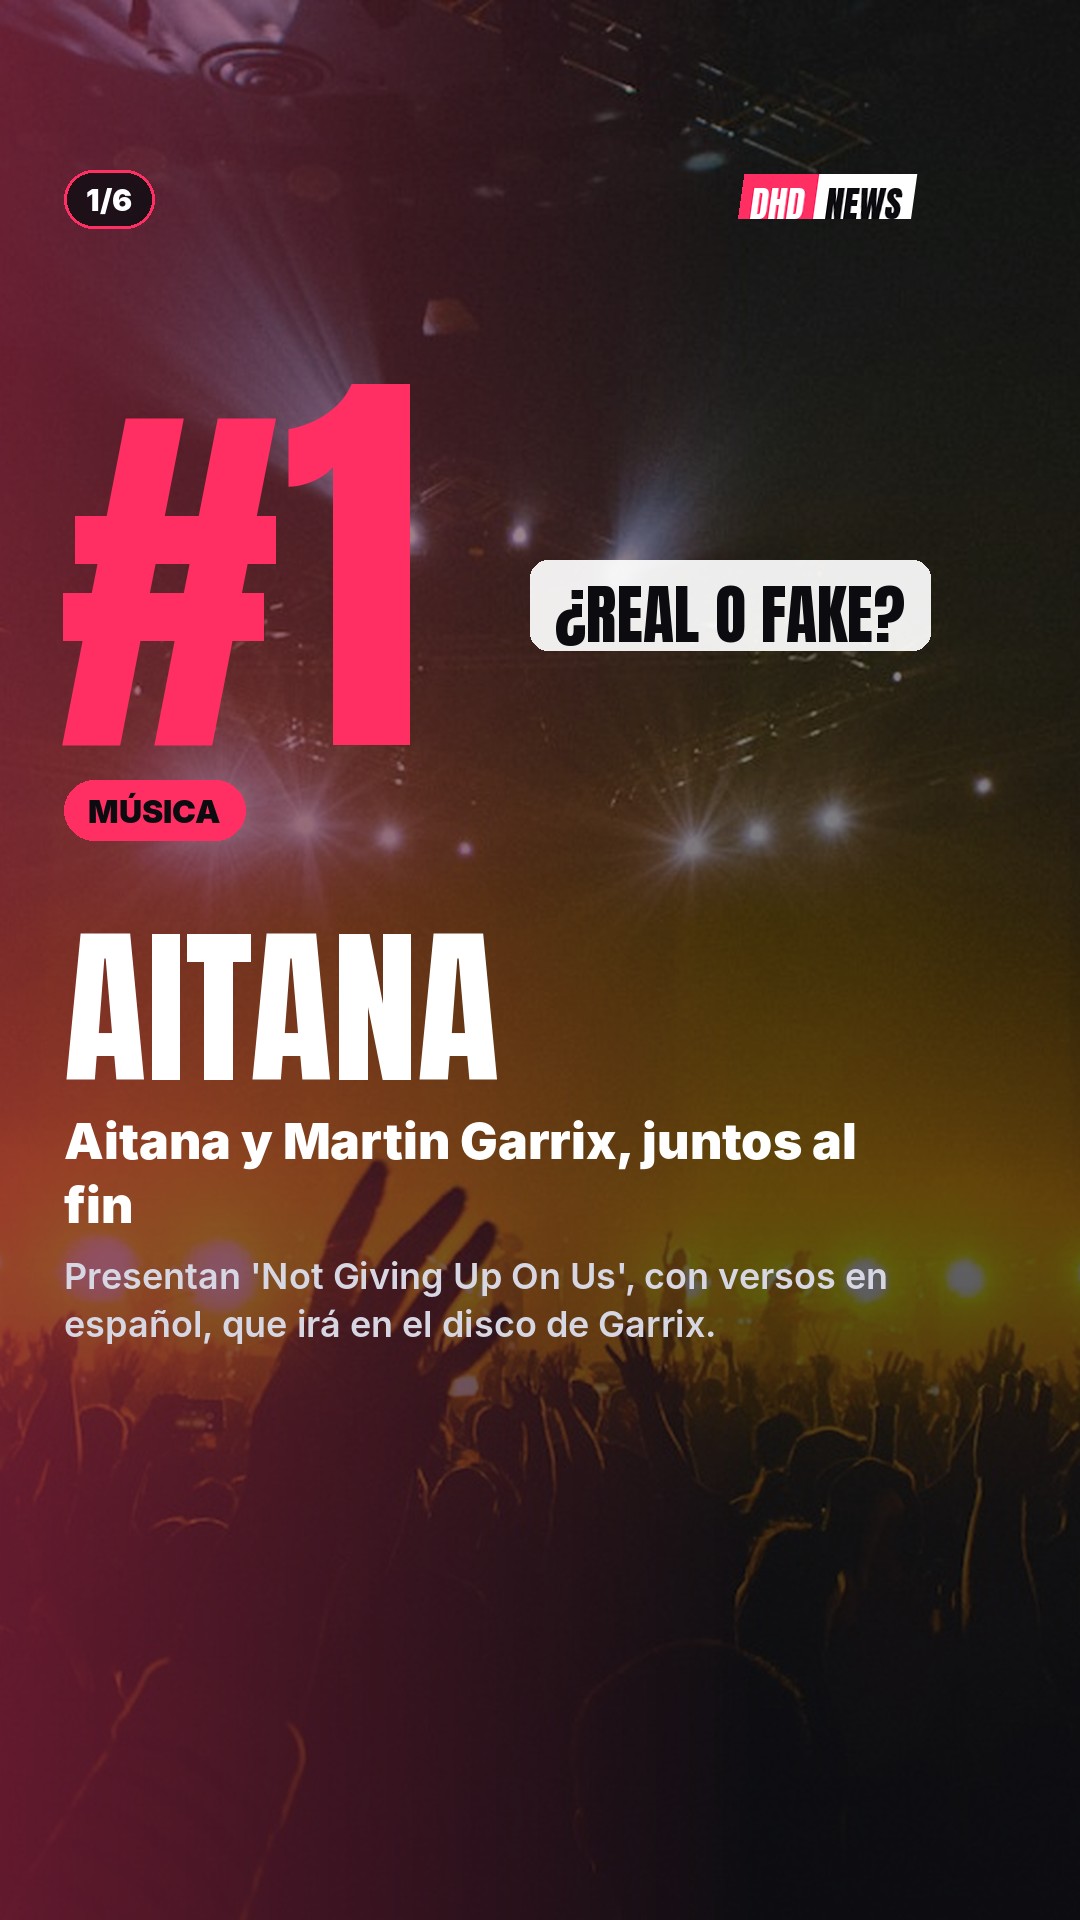 1/6
DHD NEWS
#1
¿REAL O FAKE?
MÚSICA
AITANA
Aitana y Martin Garrix, juntos al
fin
Presentan 'Not Giving Up On Us', con versos en
español, que irá en el disco de Garrix.